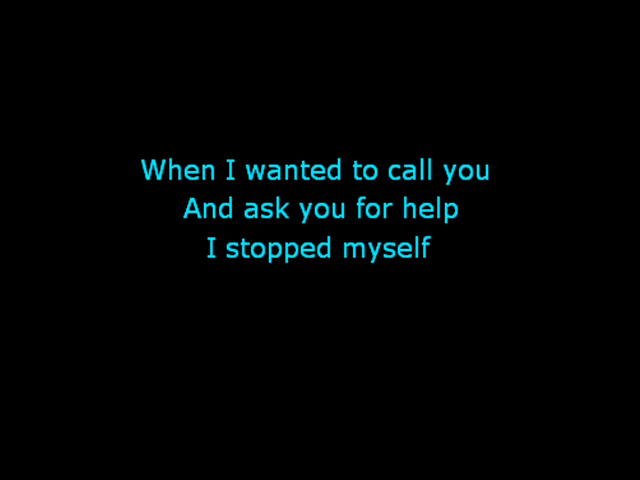 When I wanted to call you
And ask you for help
I stopped myself